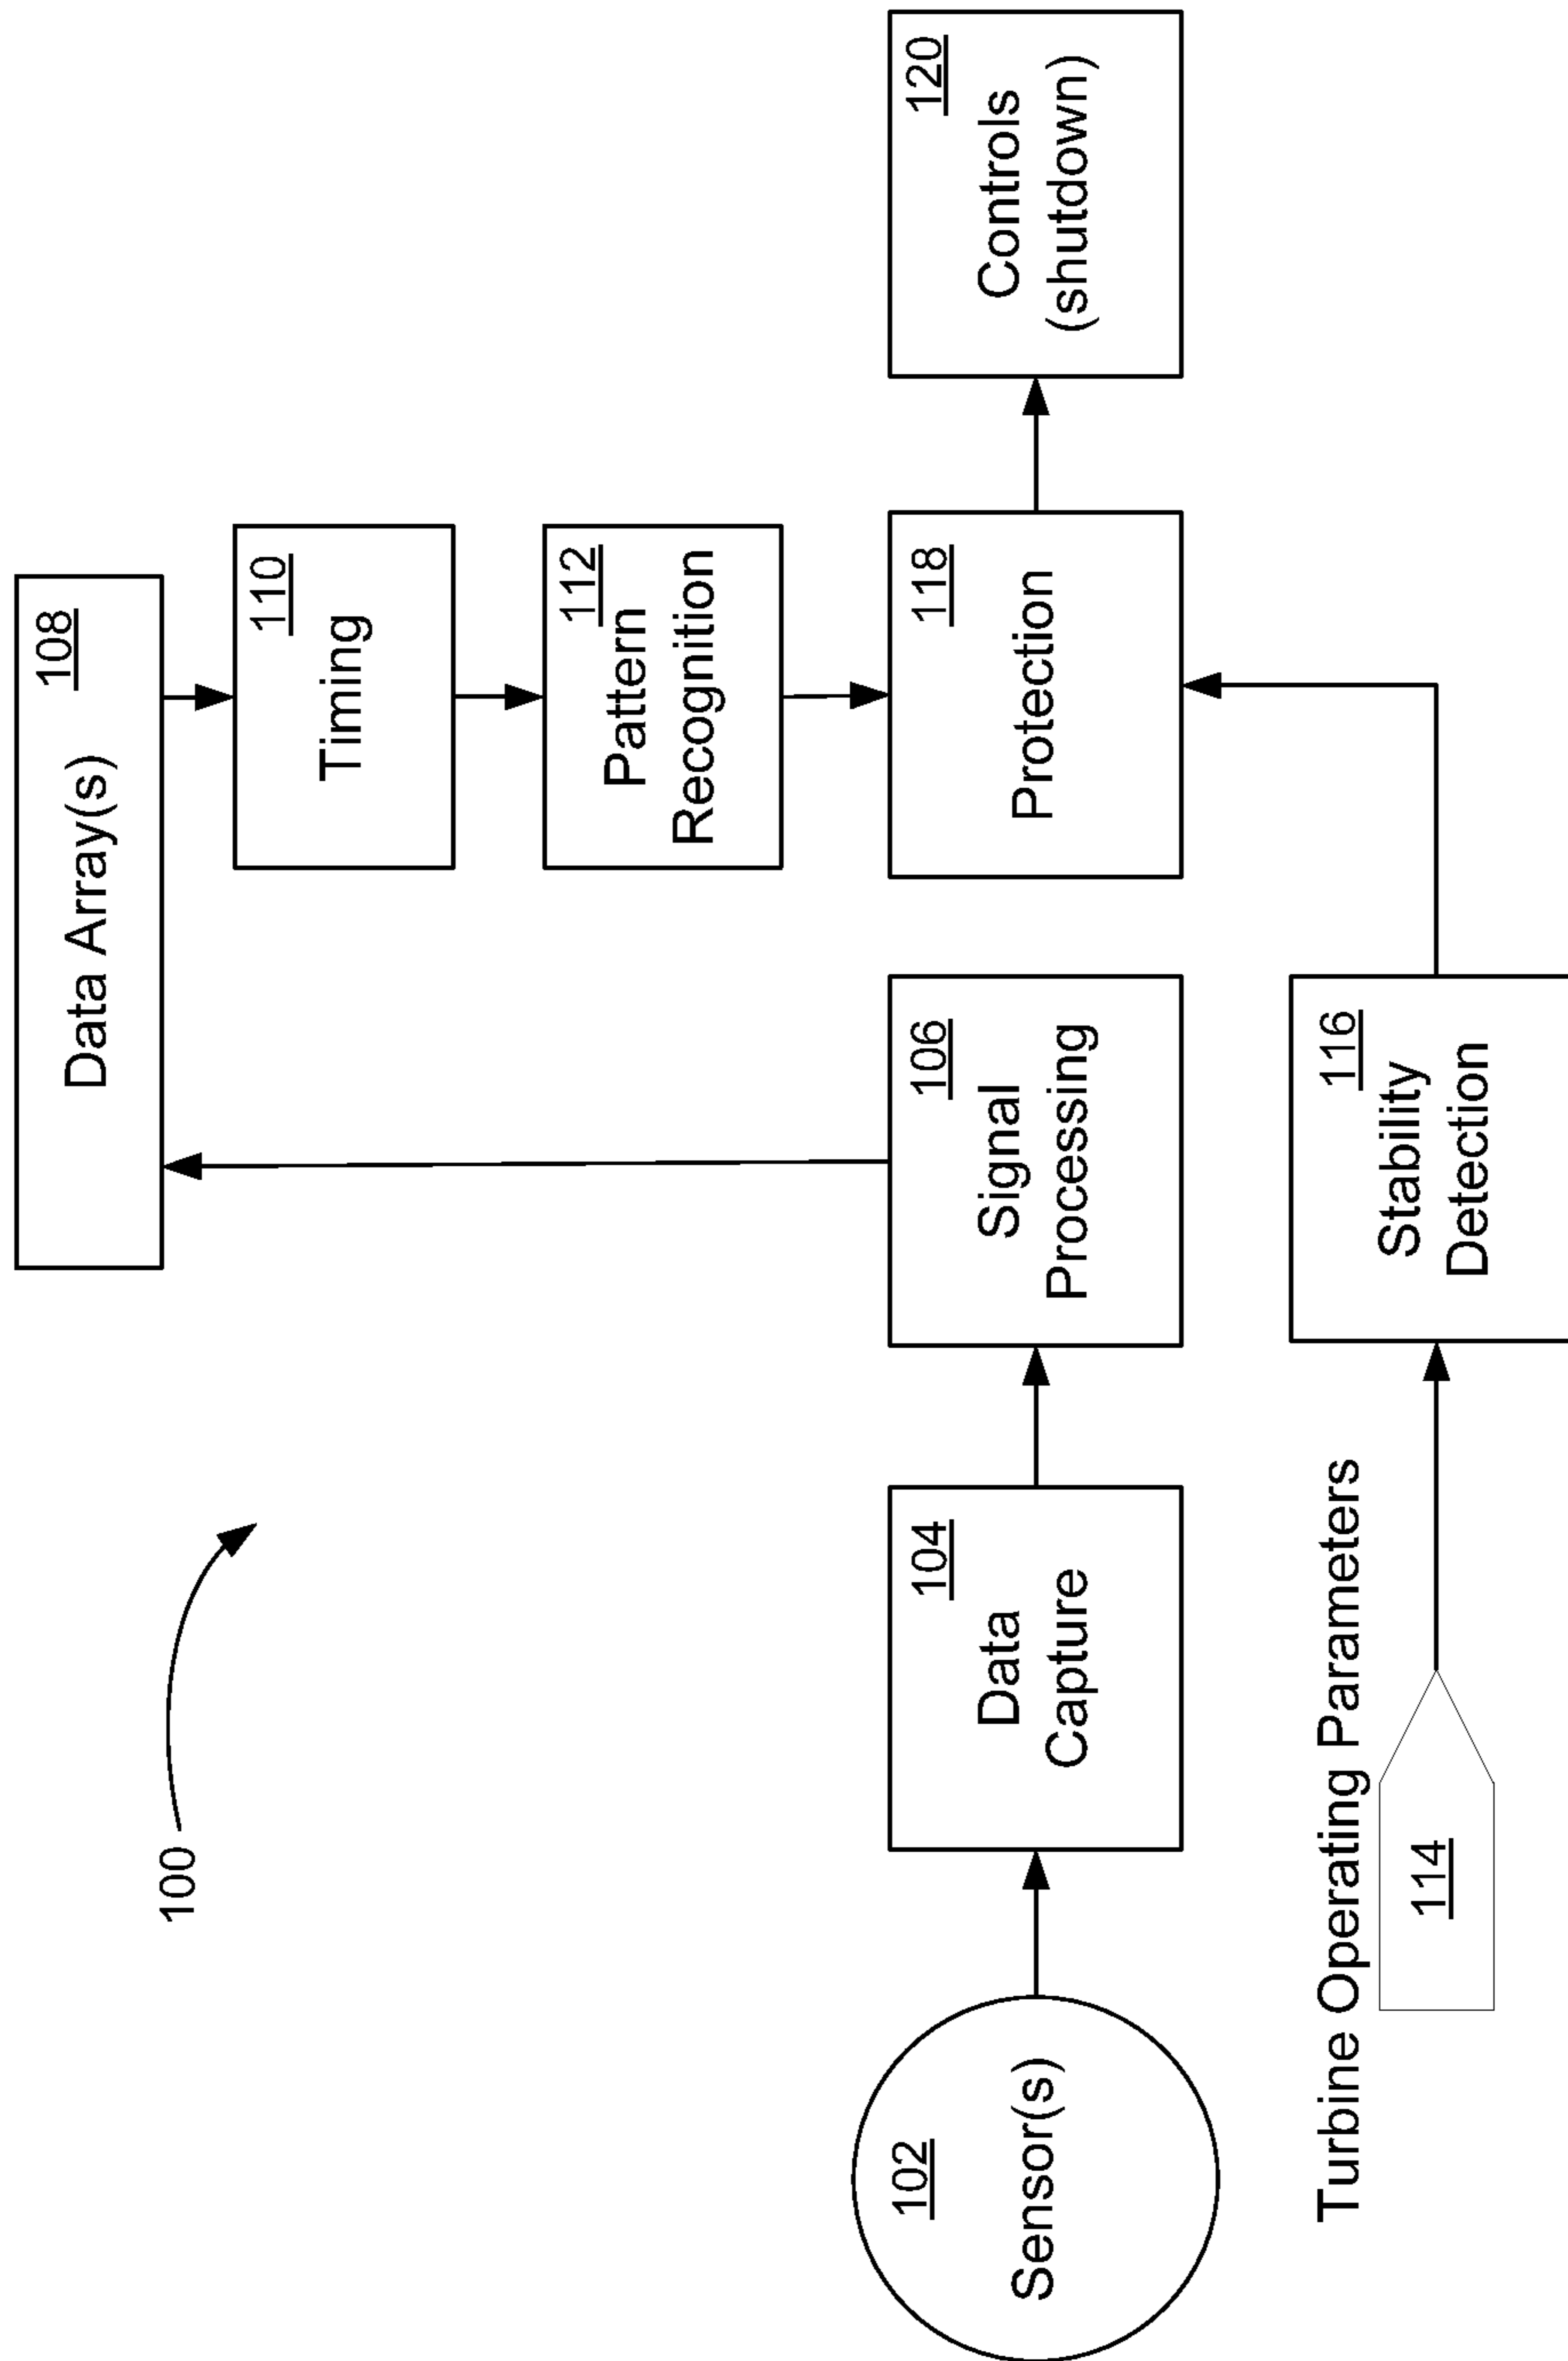 108
Data Array(s)
100
110
Timing
112
Pattern
Recognition
102
Sensor(s)
104
Data
Capture
106
Signal
Processing
118
Protection
120
Controls
(shutdown)
Turbine Operating Parameters
114
116
Stability
Detection